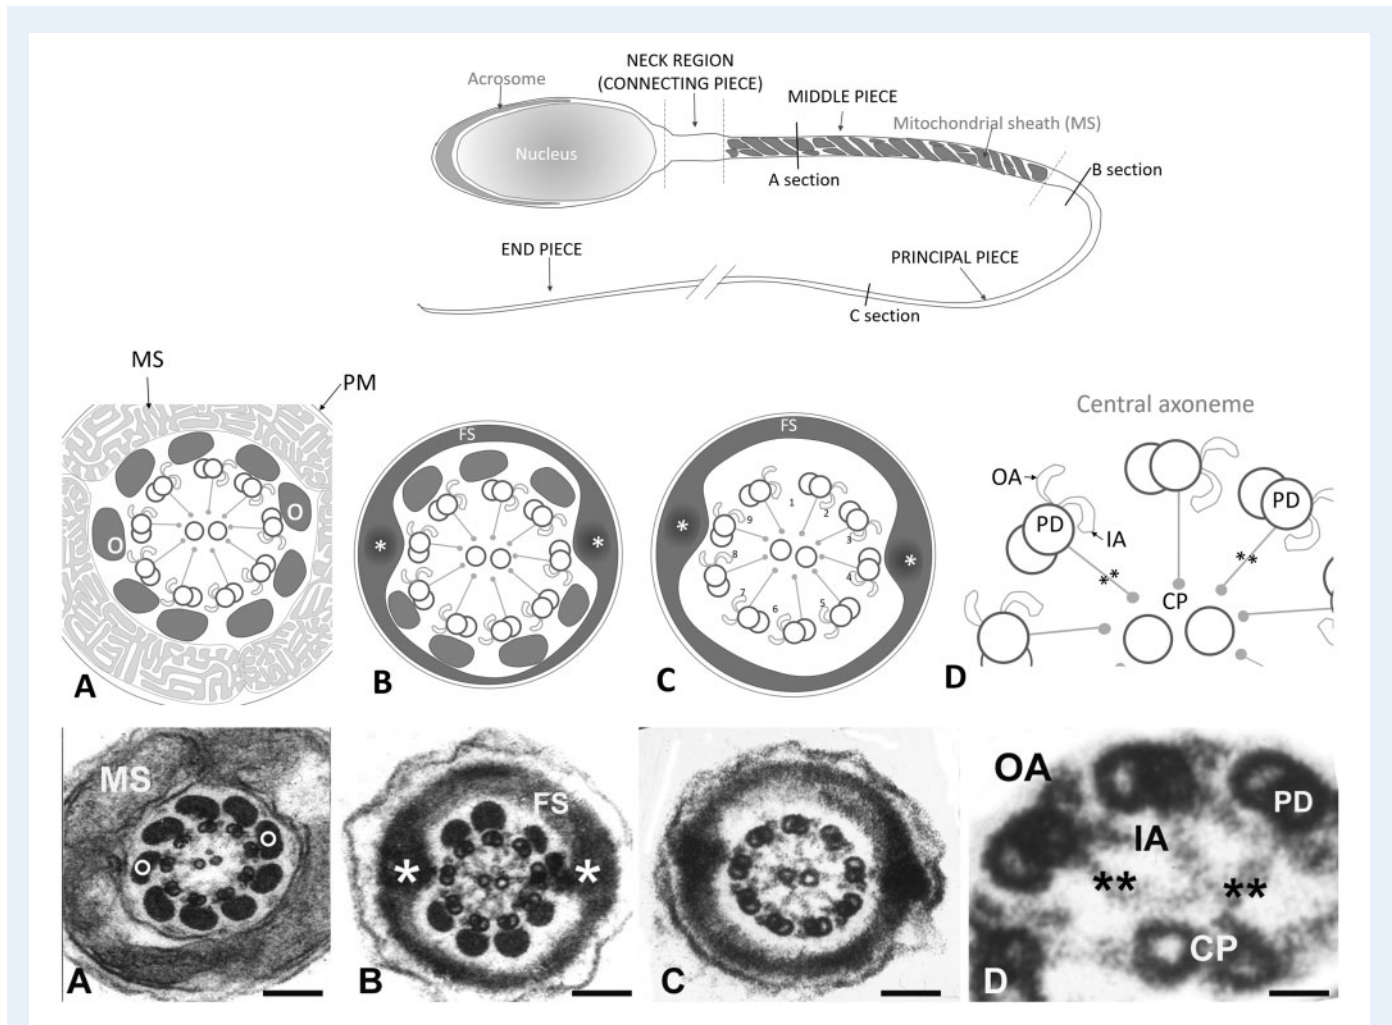 NECK REGION
(CONNECTING PIECE)
Acrosome
MIDDLE PIECE
Mitochondrial sheath (MS)
Nucleus
A section
B section
END PIECE
PRINCIPAL PIECE
C section
MS
PM
O
O
A
FS
*
*
B
FS
1
2
3
4
5
6
7
8
9
*
*
C
Central axoneme
OA
PD
PD
IA
**
**
CP
D
MS
O
O
A
FS
*
*
B
C
OA
PD
IA
**
**
CP
D